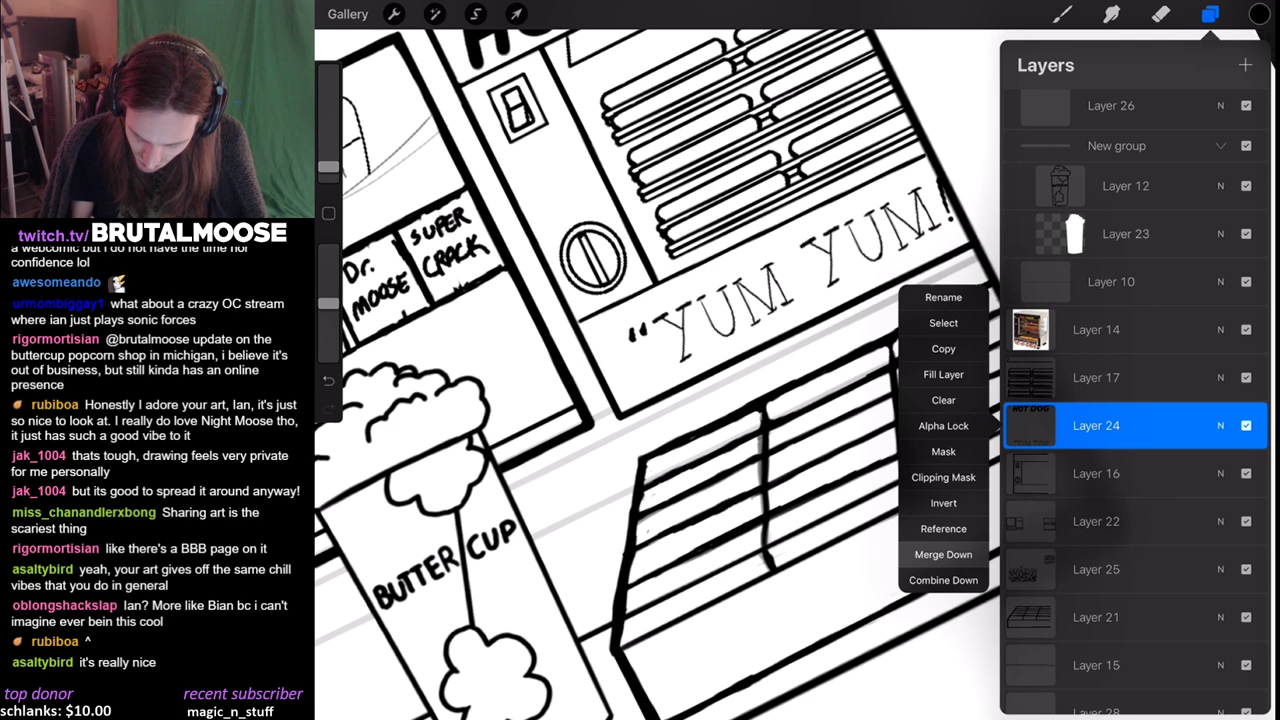 Gallery
Layers
Layer 26 N
New group
Layer 12 N
Layer 23 N
Layer 10 N
Layer 14 N
Layer 17 N
Layer 24 N
Layer 16 N
Layer 22 N
Layer 25 N
Layer 21 N
Layer 15 N
Layer 28 N
HOT DOG
Rename
Select
Copy
Fill Layer
Clear
Alpha Lock
Mask
Clipping Mask
Invert
Reference
Merge Down
Combine Down
8
"YUM YUM!
Dr.
MOOSE
SUPER
CRACK
BUTTER CUP
twitch.tv/BRUTALMOOSE
a webcomic but i do not have the time nor
confidence lol
awesomeando
urmombiggay1 what about a crazy OC stream
where ian just plays sonic forces
rigormortisian @brutalmoose update on the
buttercup popcorn shop in michigan, i believe it's
out of business, but still kinda has an online
presence
rubiboa Honestly I adore your art, Ian, it's just
so nice to look at. I really do love Night Moose tho,
it just has such a good vibe to it
jak_1004 thats tough, drawing feels very private
for me personally
jak_1004 but its good to spread it around anyway!
miss_chanandlerxbong Sharing art is the
scariest thing
rigormortisian like there's a BBB page on it
asaltybird yeah, your art gives off the same chill
vibes that you do in general
oblongshackslap Ian? More like Bian bc i can't
imagine ever bein this cool
rubiboa ^
asaltybird it's really nice
top donor
schlanks: $10.00
recent subscriber
magic_n_stuff